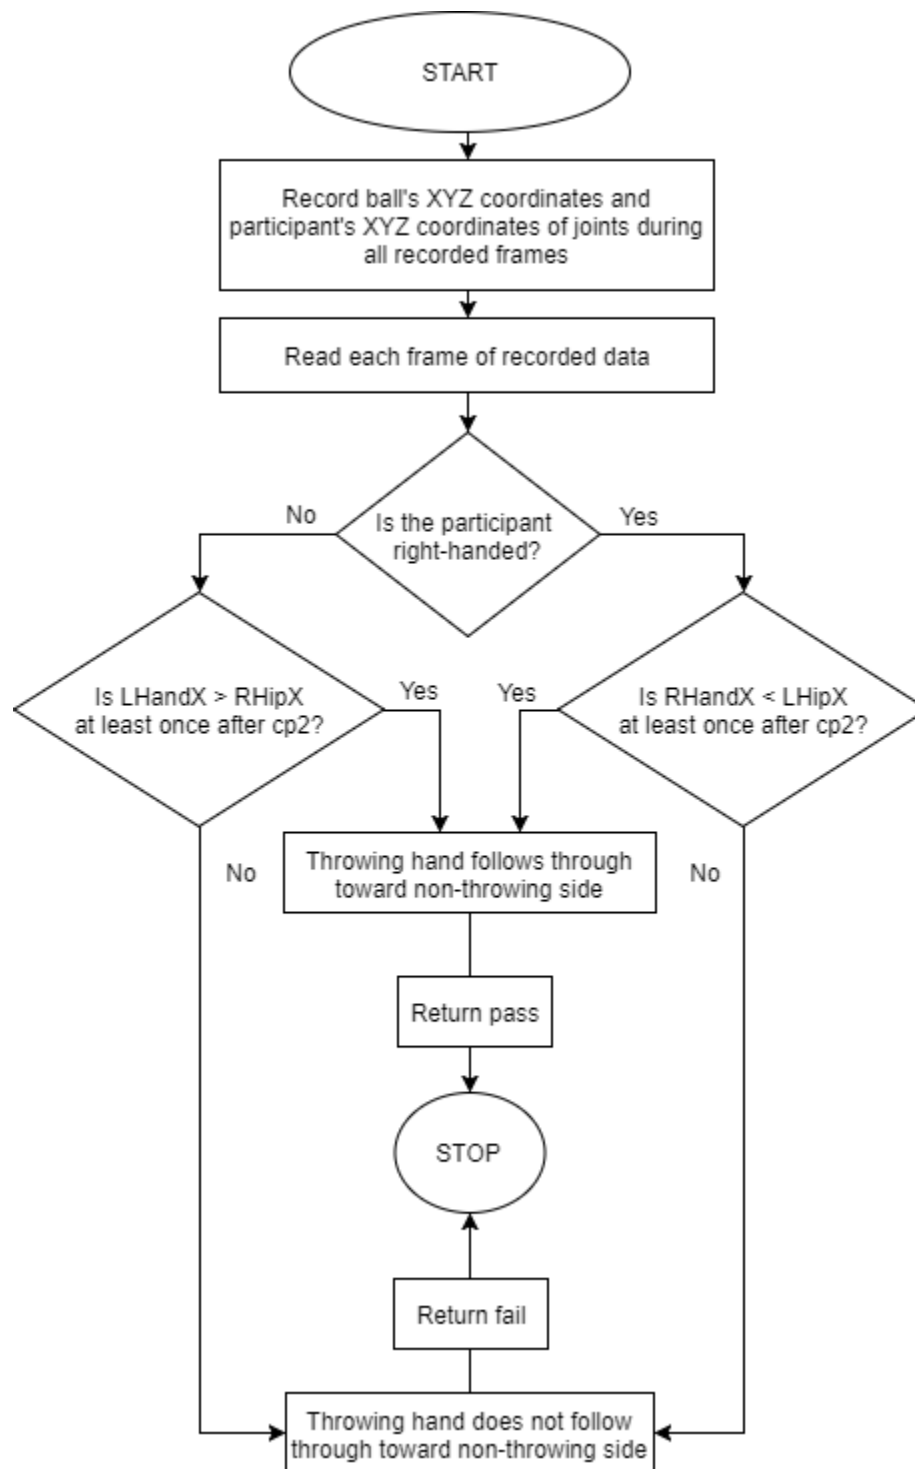 START
Record ball's XYZ coordinates and
participant's XYZ coordinates of joints during
all recorded frames
Read each frame of recorded data
Is the participant
right-handed?
No
Yes
Is LHandX > RHipX
at least once after cp2?
Yes
Yes
Is RHandX < LHipX
at least once after cp2?
No
Throwing hand follows through
toward non-throwing side
No
Return pass
STOP
Return fail
Throwing hand does not follow
through toward non-throwing side